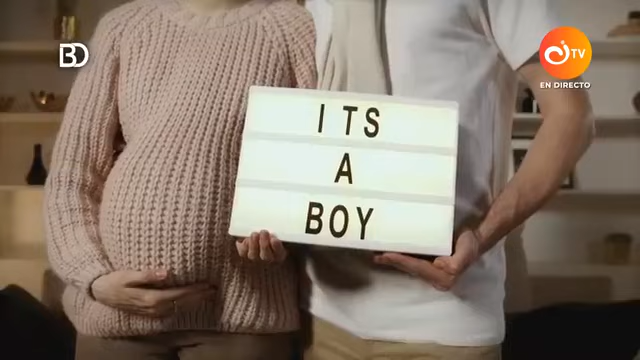 BD
TV
EN DIRECTO
ITS
A
BOY